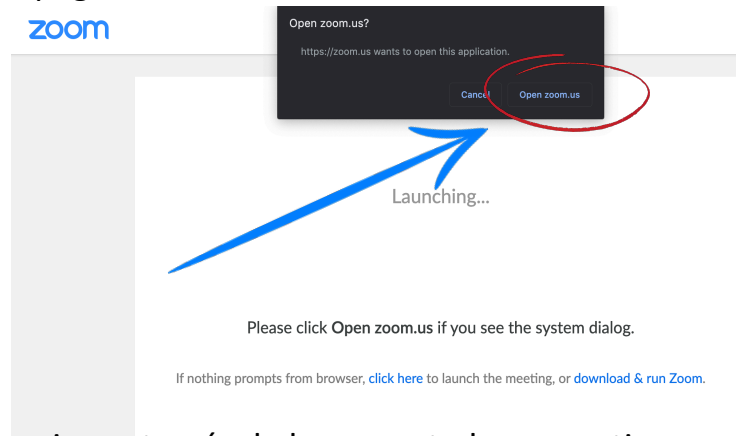 zoom
Open zoom.us?
https://zoom.us wants to open this application.
Cancel
Open zoom.us
Launching...
Please click Open zoom.us if you see the system dialog.
If nothing prompts from browser, click here to launch the meeting, or download & run Zoom.